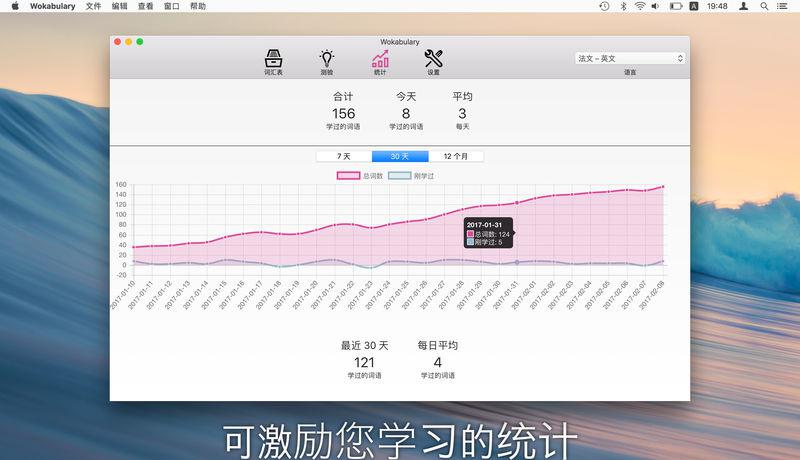 Wokabulary 文件 编辑 查看 窗口 帮助 19:48
Wokabulary
词汇表 测验 统计 设置
法文 – 英文
语言
合计 今天 平均
156 8 3
学过的词语 学过的词语 每天
7 天 30 天 12 个月
总词数 刚学过
160
140
120
100
80
60
40
20
0
-20
2017-01-31
总词数: 124
刚学过: 5
2017-01-10 2017-01-11 2017-01-12 2017-01-13 2017-01-14 2017-01-15 2017-01-16 2017-01-17 2017-01-18 2017-01-19 2017-01-20 2017-01-21 2017-01-22 2017-01-23 2017-01-24 2017-01-25 2017-01-26 2017-01-27 2017-01-28 2017-01-29 2017-01-30 2017-01-31 2017-02-01 2017-02-02 2017-02-03 2017-02-04 2017-02-05 2017-02-06 2017-02-07 2017-02-08
最近 30 天 每日平均
121 4
学过的词语 学过的词语
可激励您学习的统计